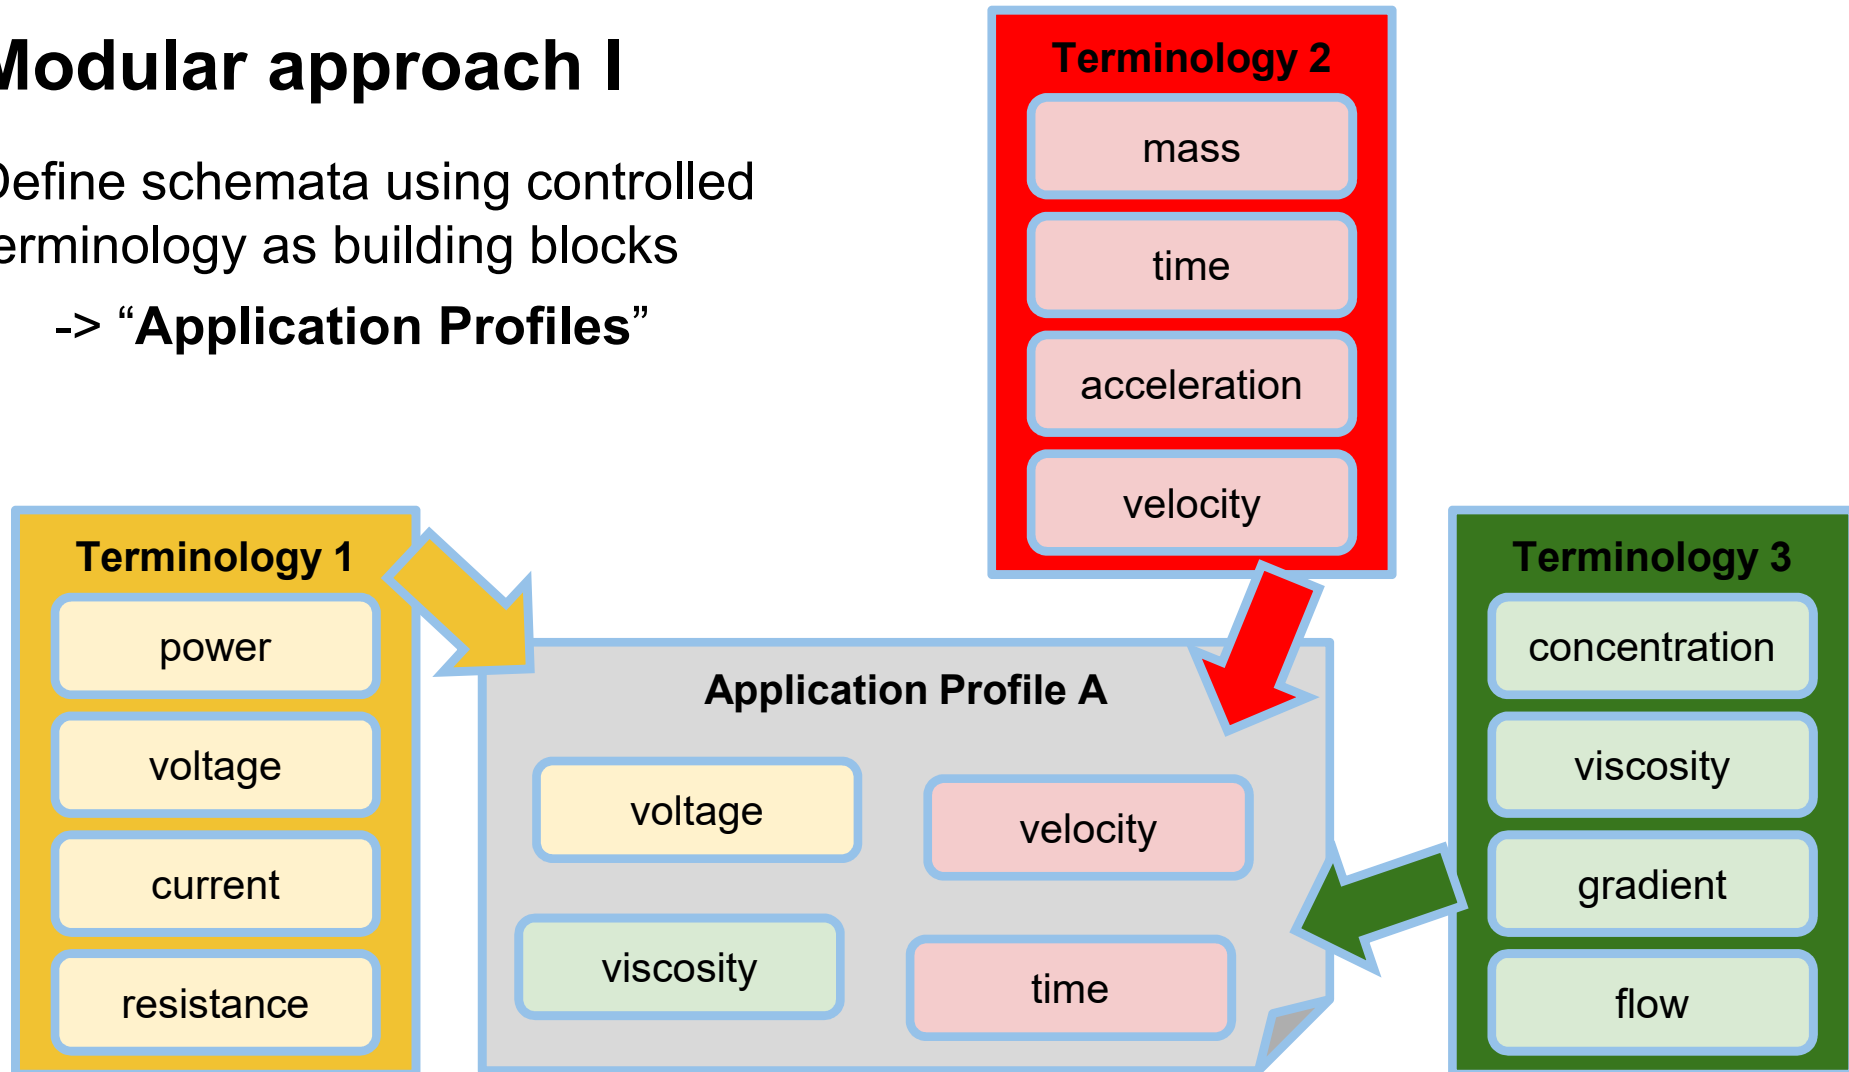 Modular approach I
Define schemata using controlled
terminology as building blocks
-> “Application Profiles”
Terminology 2
mass
time
acceleration
velocity
Terminology 1
power
voltage
current
resistance
Application Profile A
voltage
velocity
viscosity
time
Terminology 3
concentration
viscosity
gradient
flow